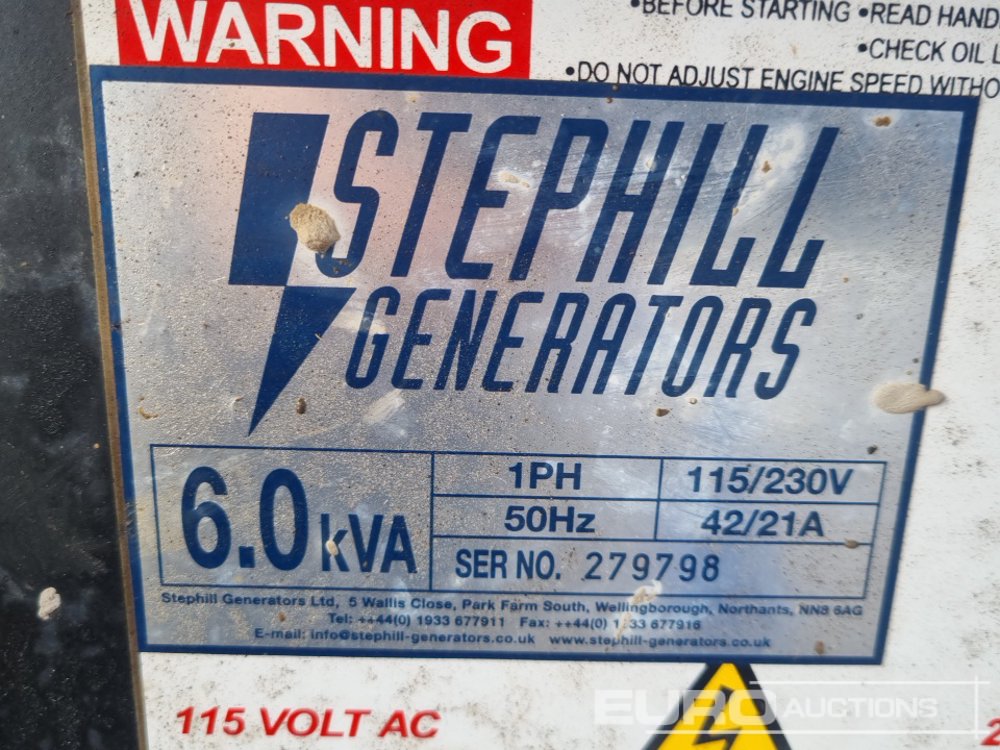 WARNING
•BEFORE STARTING •READ HAND
•CHECK OIL L
•DO NOT ADJUST ENGINE SPEED WITHO
STEPHILL
GENERATORS
6.0 kVA
1PH 115/230V
50Hz 42/21A
SER NO. 279798
Stephill Generators Ltd, 5 Wallis Close, Park Farm South, Wellingborough, Northants, NN8 6AG
Tel: ++44(0) 1933 677911 Fax: ++44(0) 1933 677916
E-mail: info@stephill-generators.co.uk www.stephill-generators.co.uk
115 VOLT AC
2
EURO AUCTIONS